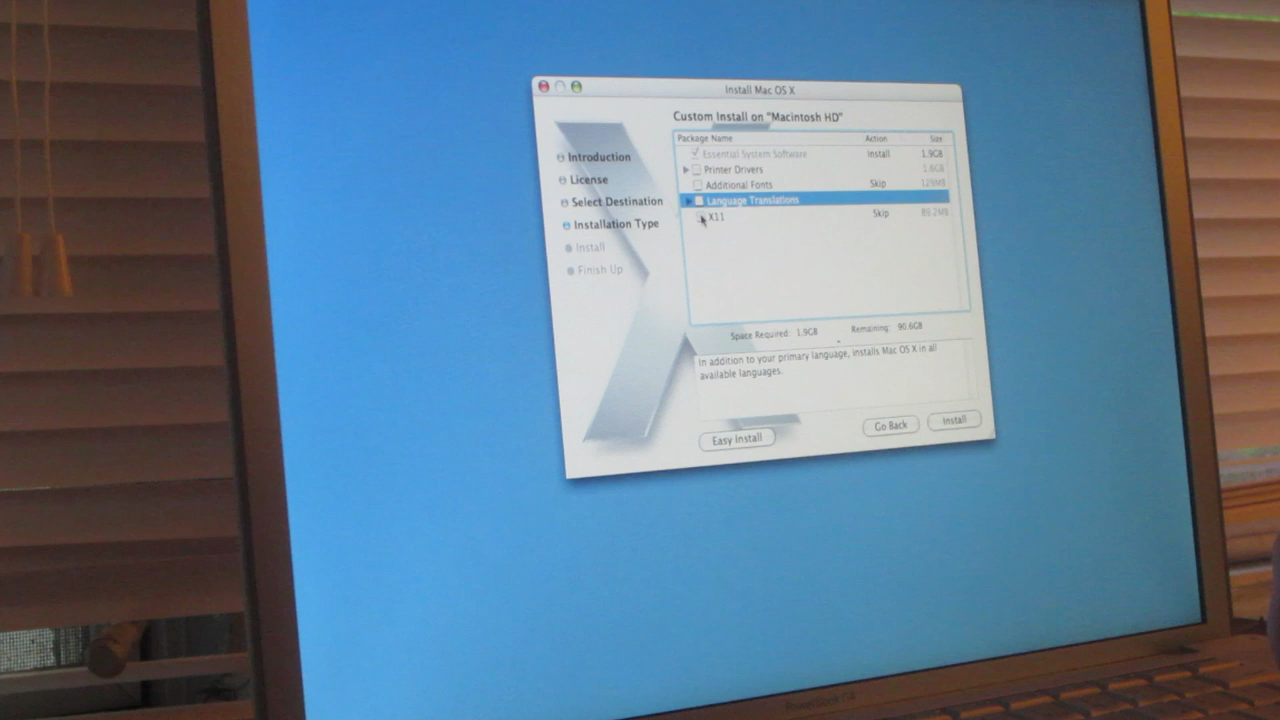 Install Mac OS X
Custom Install on "Macintosh HD"
Package Name Action Size
Essential System Software Install 1.9GB
Printer Drivers 1.6GB
Additional Fonts Skip 129MB
Language Translations
X11 Skip 89.2MB
Introduction
License
Select Destination
Installation Type
Install
Finish Up
Space Required: 1.9GB Remaining: 90.6GB
In addition to your primary language, installs Mac OS X in all
available languages.
Easy Install Go Back Install